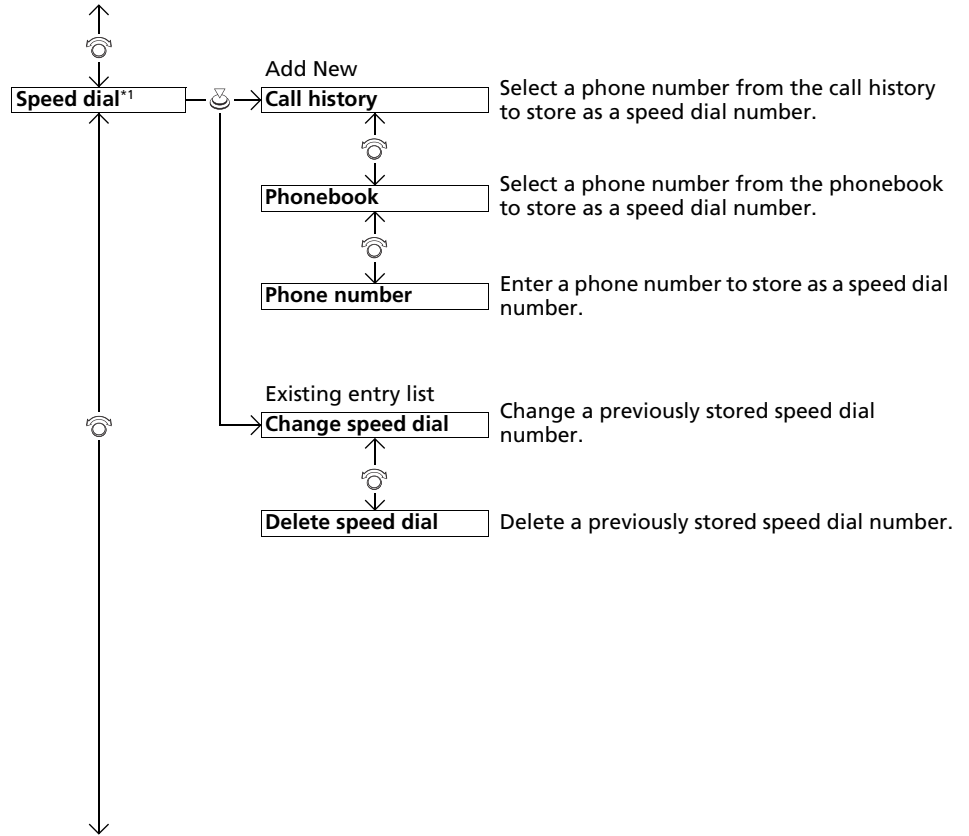 Add New
Speed dial*1
Call history
Select a phone number from the call history
to store as a speed dial number.
Phonebook
Select a phone number from the phonebook
to store as a speed dial number.
Phone number
Enter a phone number to store as a speed dial
number.
Existing entry list
Change speed dial
Change a previously stored speed dial
number.
Delete speed dial
Delete a previously stored speed dial number.